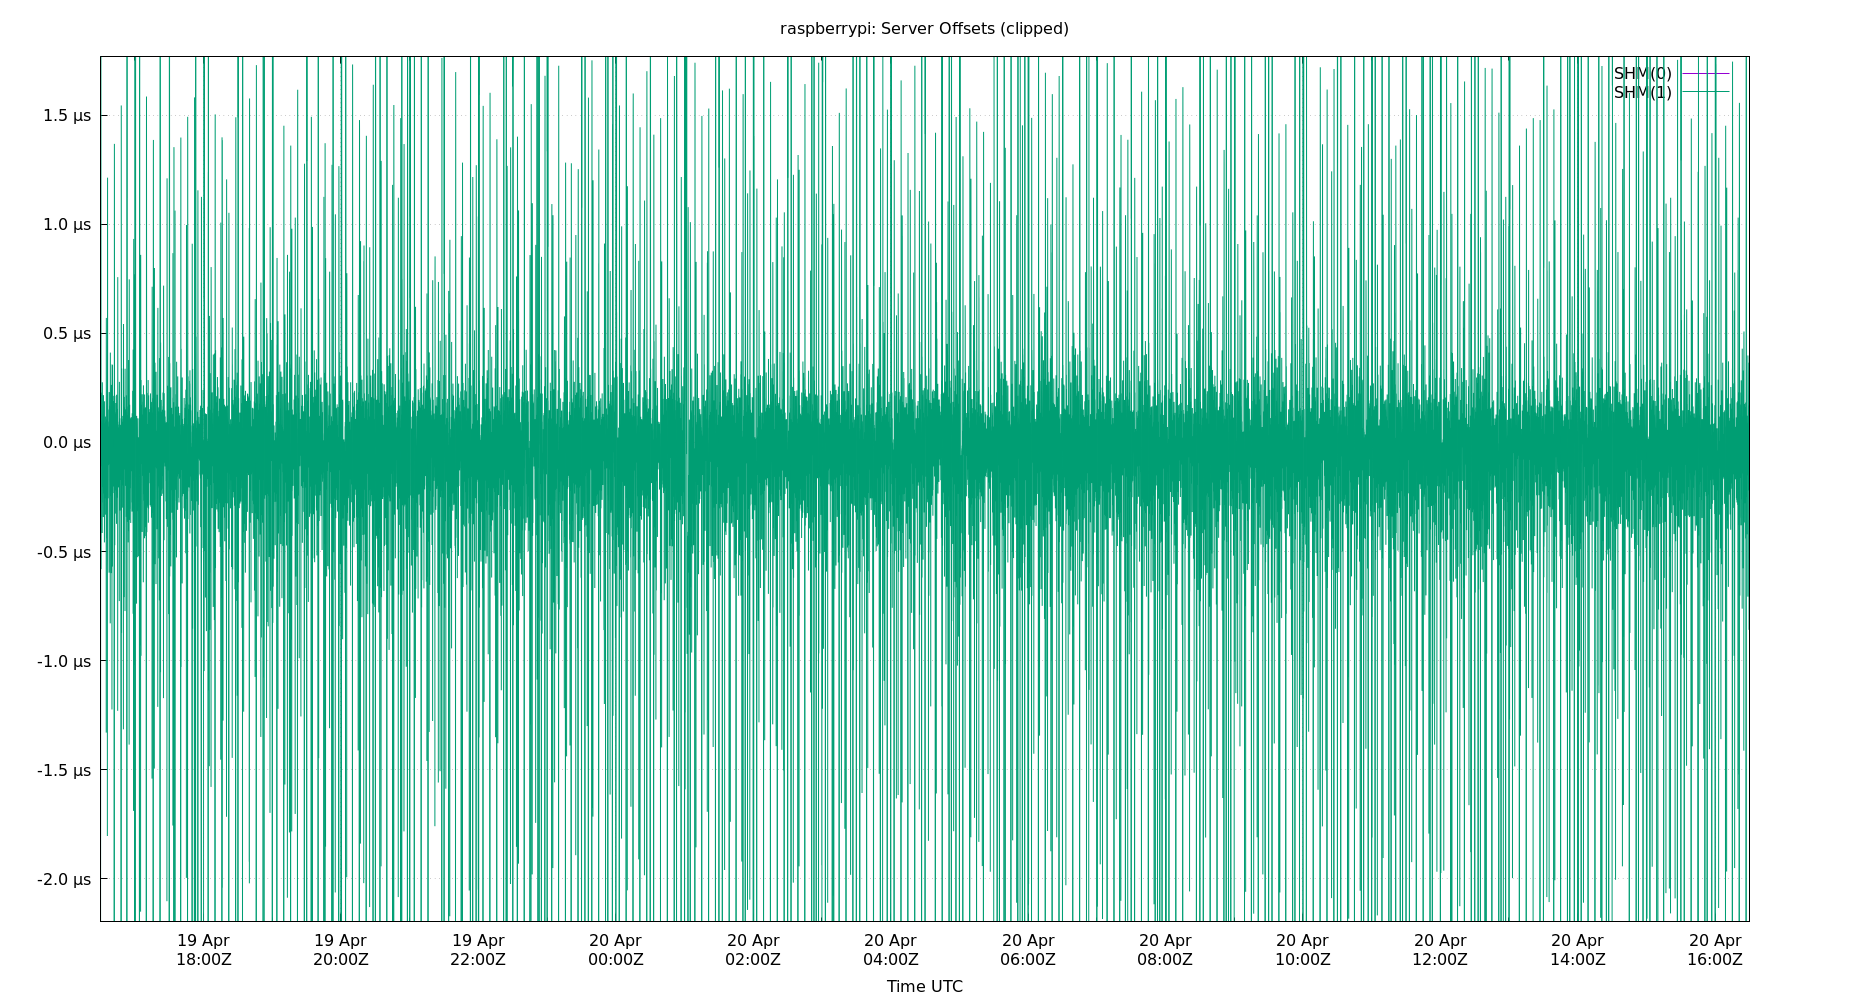 raspberrypi: Server Offsets (clipped)
SHM(0)
SHM(1)
1.5 µs
1.0 µs
0.5 µs
0.0 µs
-0.5 µs
-1.0 µs
-1.5 µs
-2.0 µs
19 Apr 19 Apr 19 Apr 20 Apr 20 Apr 20 Apr 20 Apr 20 Apr 20 Apr 20 Apr 20 Apr 20 Apr
18:00Z 20:00Z 22:00Z 00:00Z 02:00Z 04:00Z 06:00Z 08:00Z 10:00Z 12:00Z 14:00Z 16:00Z
Time UTC